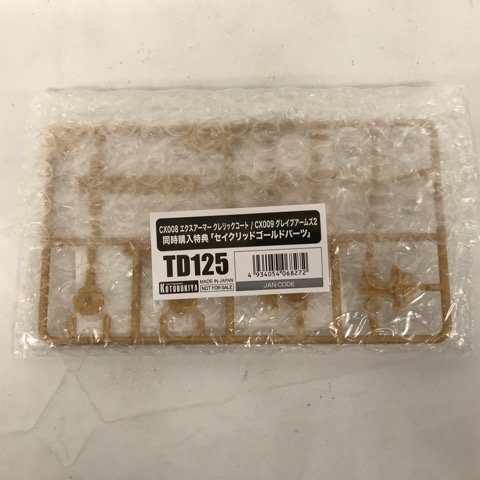 CX008 エクスアーマー クレリックコート / CX009 グレイブアームズ2
同時購入特典「セイクリッドゴールドパーツ」
TD125
KOTOBUKIYA
MADE IN JAPAN
NOT FOR SALE
4 934054 068272
JAN CODE